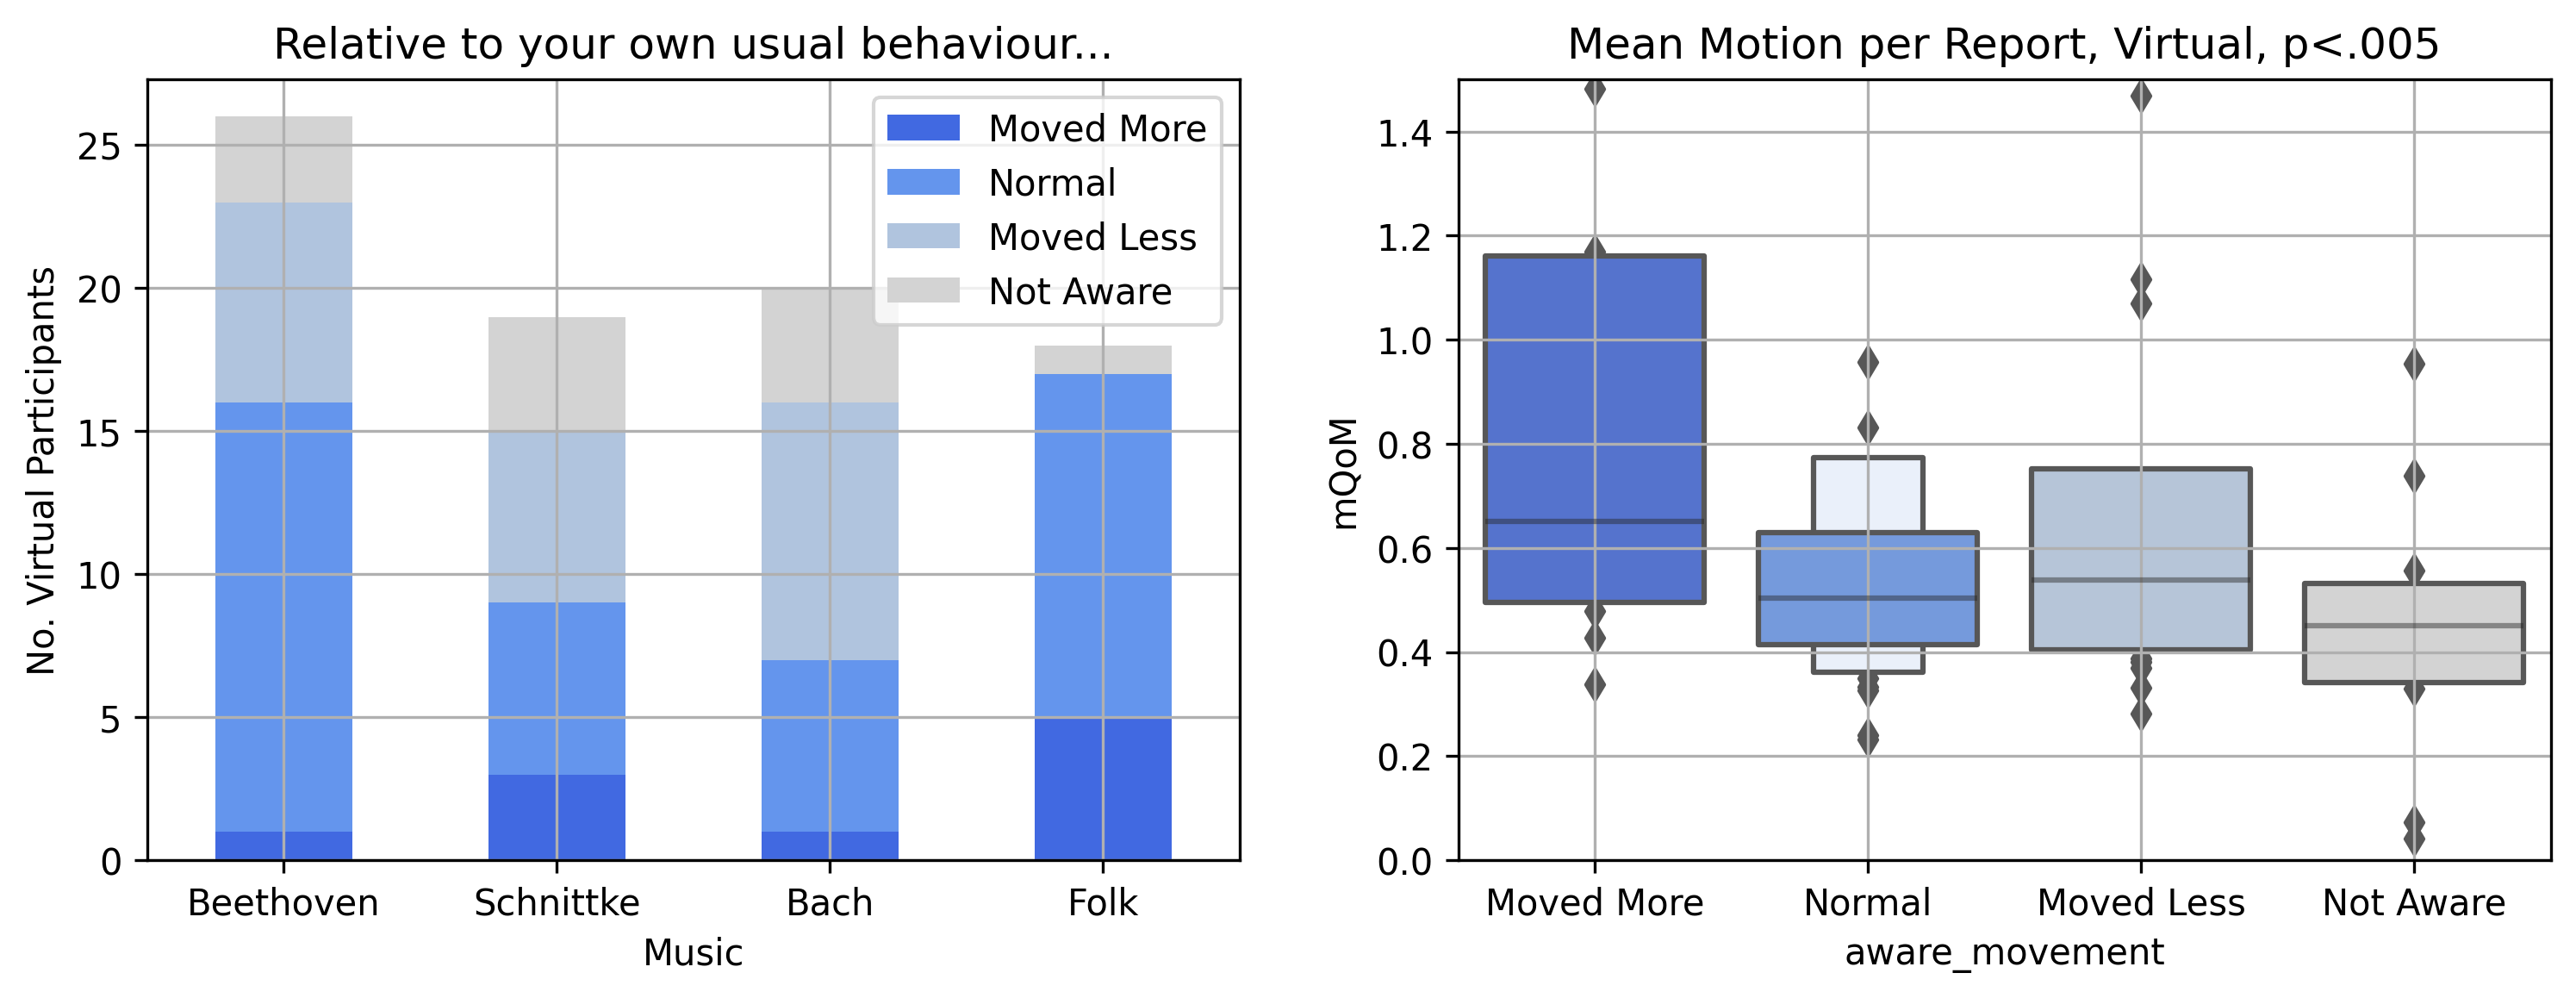 Relative to your own usual behaviour...
No. Virtual Participants
25
20
15
10
5
0
Moved More
Normal
Moved Less
Not Aware
Beethoven Schnittke Bach Folk
Music
Mean Motion per Report, Virtual, p<.005
mQoM
1.4
1.2
1.0
0.8
0.6
0.4
0.2
0.0
Moved More Normal Moved Less Not Aware
aware_movement